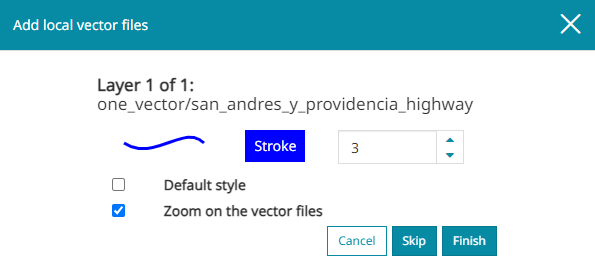 Add local vector files
Layer 1 of 1:
one_vector/san_andres_y_providencia_highway
Stroke
3
Default style
Zoom on the vector files
Cancel
Skip
Finish